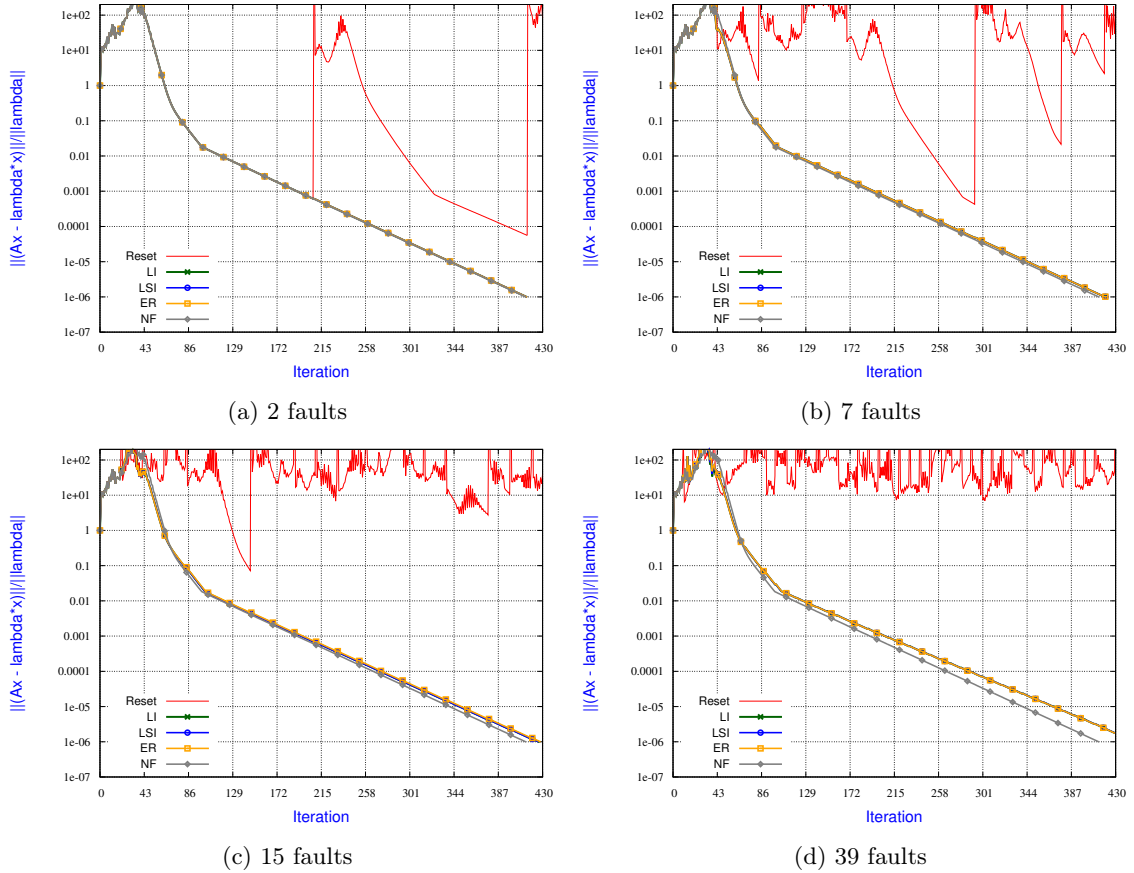 ||(Ax - lambda*x)||/||lambda||
1e+02
1e+01
1
0.1
0.01
0.001
0.0001
1e-05
1e-06
1e-07
Reset
LI
LSI
ER
NF
0 43 86 129 172 215 258 301 344 387 430
Iteration
(a) 2 faults
||(Ax - lambda*x)||/||lambda||
1e+02
1e+01
1
0.1
0.01
0.001
0.0001
1e-05
1e-06
1e-07
Reset
LI
LSI
ER
NF
0 43 86 129 172 215 258 301 344 387 430
Iteration
(b) 7 faults
||(Ax - lambda*x)||/||lambda||
1e+02
1e+01
1
0.1
0.01
0.001
0.0001
1e-05
1e-06
1e-07
Reset
LI
LSI
ER
NF
0 43 86 129 172 215 258 301 344 387 430
Iteration
(c) 15 faults
||(Ax - lambda*x)||/||lambda||
1e+02
1e+01
1
0.1
0.01
0.001
0.0001
1e-05
1e-06
1e-07
Reset
LI
LSI
ER
NF
0 43 86 129 172 215 258 301 344 387 430
Iteration
(d) 39 faults